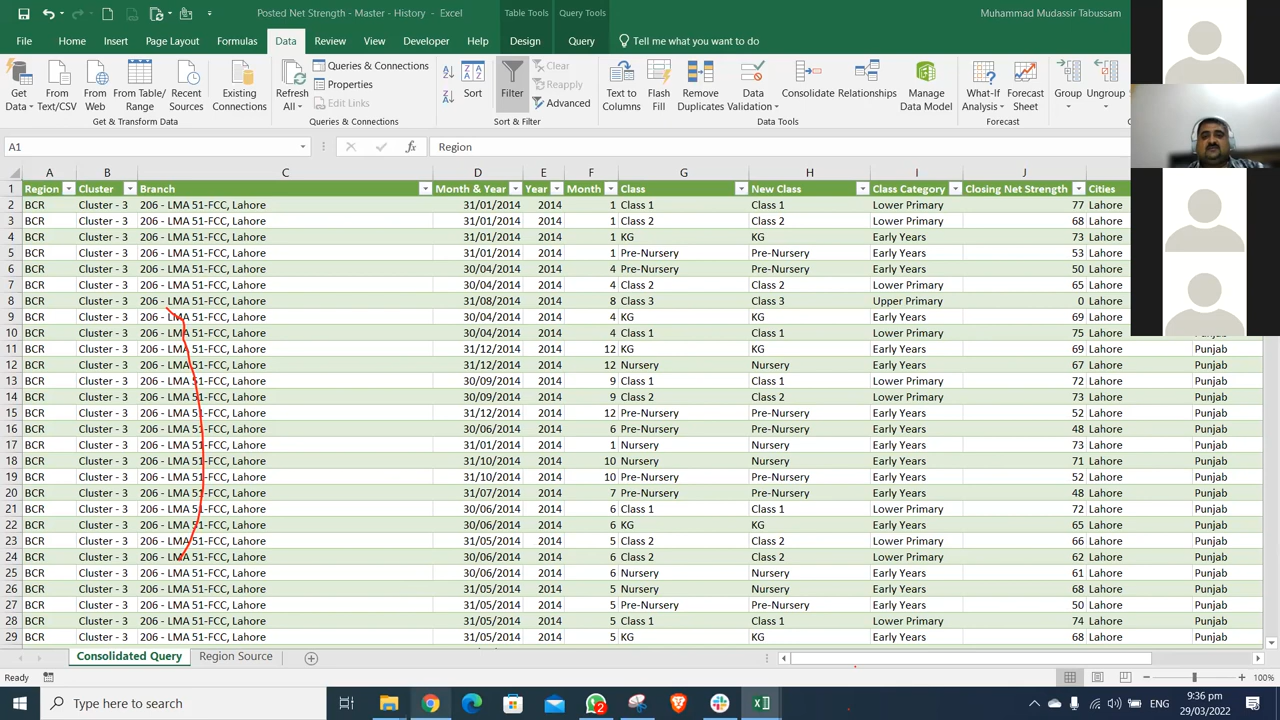 Posted Net Strength - Master - History - Excel
Table Tools
Query Tools
Muhammad Mudassir Tabussam
File Home Insert Page Layout Formulas Data Review View Developer Help Design Query Tell me what you want to do
Get Data
From Text/CSV
From Web
From Table/ Range
Recent Sources
Existing Connections
Refresh All
Queries & Connections
Properties
Edit Links
Sort
Filter
Clear
Reapply
Advanced
Text to Columns
Flash Fill
Remove Duplicates
Data Validation
Consolidate
Relationships
Manage Data Model
What-If Analysis
Forecast Sheet
Group
Ungroup
Get & Transform Data
Queries & Connections
Sort & Filter
Data Tools
Forecast
A1 fx Region
A B C D E F G H I J
1 Region Cluster Branch Month & Year Year Month Class New Class Class Category Closing Net Strength Cities
2 BCR Cluster - 3 206 - LMA 51-FCC, Lahore 31/01/2014 2014 1 Class 1 Class 1 Lower Primary 77 Lahore
3 BCR Cluster - 3 206 - LMA 51-FCC, Lahore 31/01/2014 2014 1 Class 2 Class 2 Lower Primary 68 Lahore
4 BCR Cluster - 3 206 - LMA 51-FCC, Lahore 31/01/2014 2014 1 KG KG Early Years 73 Lahore
5 BCR Cluster - 3 206 - LMA 51-FCC, Lahore 31/01/2014 2014 1 Pre-Nursery Pre-Nursery Early Years 53 Lahore
6 BCR Cluster - 3 206 - LMA 51-FCC, Lahore 30/04/2014 2014 4 Pre-Nursery Pre-Nursery Early Years 50 Lahore
7 BCR Cluster - 3 206 - LMA 51-FCC, Lahore 30/04/2014 2014 4 Class 2 Class 2 Lower Primary 65 Lahore
8 BCR Cluster - 3 206 - LMA 51-FCC, Lahore 31/08/2014 2014 8 Class 3 Class 3 Upper Primary 0 Lahore
9 BCR Cluster - 3 206 - LMA 51-FCC, Lahore 30/04/2014 2014 4 KG KG Early Years 69 Lahore
10 BCR Cluster - 3 206 - LMA 51-FCC, Lahore 30/04/2014 2014 4 Class 1 Class 1 Lower Primary 75 Lahore Punjab
11 BCR Cluster - 3 206 - LMA 51-FCC, Lahore 31/12/2014 2014 12 KG KG Early Years 69 Lahore Punjab
12 BCR Cluster - 3 206 - LMA 51-FCC, Lahore 31/12/2014 2014 12 Nursery Nursery Early Years 67 Lahore Punjab
13 BCR Cluster - 3 206 - LMA 51-FCC, Lahore 30/09/2014 2014 9 Class 1 Class 1 Lower Primary 72 Lahore Punjab
14 BCR Cluster - 3 206 - LMA 51-FCC, Lahore 30/09/2014 2014 9 Class 2 Class 2 Lower Primary 73 Lahore Punjab
15 BCR Cluster - 3 206 - LMA 51-FCC, Lahore 31/12/2014 2014 12 Pre-Nursery Pre-Nursery Early Years 52 Lahore Punjab
16 BCR Cluster - 3 206 - LMA 51-FCC, Lahore 30/06/2014 2014 6 Pre-Nursery Pre-Nursery Early Years 48 Lahore Punjab
17 BCR Cluster - 3 206 - LMA 51-FCC, Lahore 31/01/2014 2014 1 Nursery Nursery Early Years 73 Lahore Punjab
18 BCR Cluster - 3 206 - LMA 51-FCC, Lahore 31/10/2014 2014 10 Nursery Nursery Early Years 71 Lahore Punjab
19 BCR Cluster - 3 206 - LMA 51-FCC, Lahore 31/10/2014 2014 10 Pre-Nursery Pre-Nursery Early Years 52 Lahore Punjab
20 BCR Cluster - 3 206 - LMA 51-FCC, Lahore 31/07/2014 2014 7 Pre-Nursery Pre-Nursery Early Years 48 Lahore Punjab
21 BCR Cluster - 3 206 - LMA 51-FCC, Lahore 30/06/2014 2014 6 Class 1 Class 1 Lower Primary 72 Lahore Punjab
22 BCR Cluster - 3 206 - LMA 51-FCC, Lahore 30/06/2014 2014 6 KG KG Early Years 65 Lahore Punjab
23 BCR Cluster - 3 206 - LMA 51-FCC, Lahore 31/05/2014 2014 5 Class 2 Class 2 Lower Primary 66 Lahore Punjab
24 BCR Cluster - 3 206 - LMA 51-FCC, Lahore 30/06/2014 2014 6 Class 2 Class 2 Lower Primary 62 Lahore Punjab
25 BCR Cluster - 3 206 - LMA 51-FCC, Lahore 30/06/2014 2014 6 Nursery Nursery Early Years 61 Lahore Punjab
26 BCR Cluster - 3 206 - LMA 51-FCC, Lahore 31/05/2014 2014 5 Nursery Nursery Early Years 68 Lahore Punjab
27 BCR Cluster - 3 206 - LMA 51-FCC, Lahore 31/05/2014 2014 5 Pre-Nursery Pre-Nursery Early Years 50 Lahore Punjab
28 BCR Cluster - 3 206 - LMA 51-FCC, Lahore 31/05/2014 2014 5 Class 1 Class 1 Lower Primary 74 Lahore Punjab
29 BCR Cluster - 3 206 - LMA 51-FCC, Lahore 31/05/2014 2014 5 KG KG Early Years 68 Lahore Punjab
Consolidated Query Region Source
Ready 100%
Type here to search
2
ENG
9:36 pm
29/03/2022